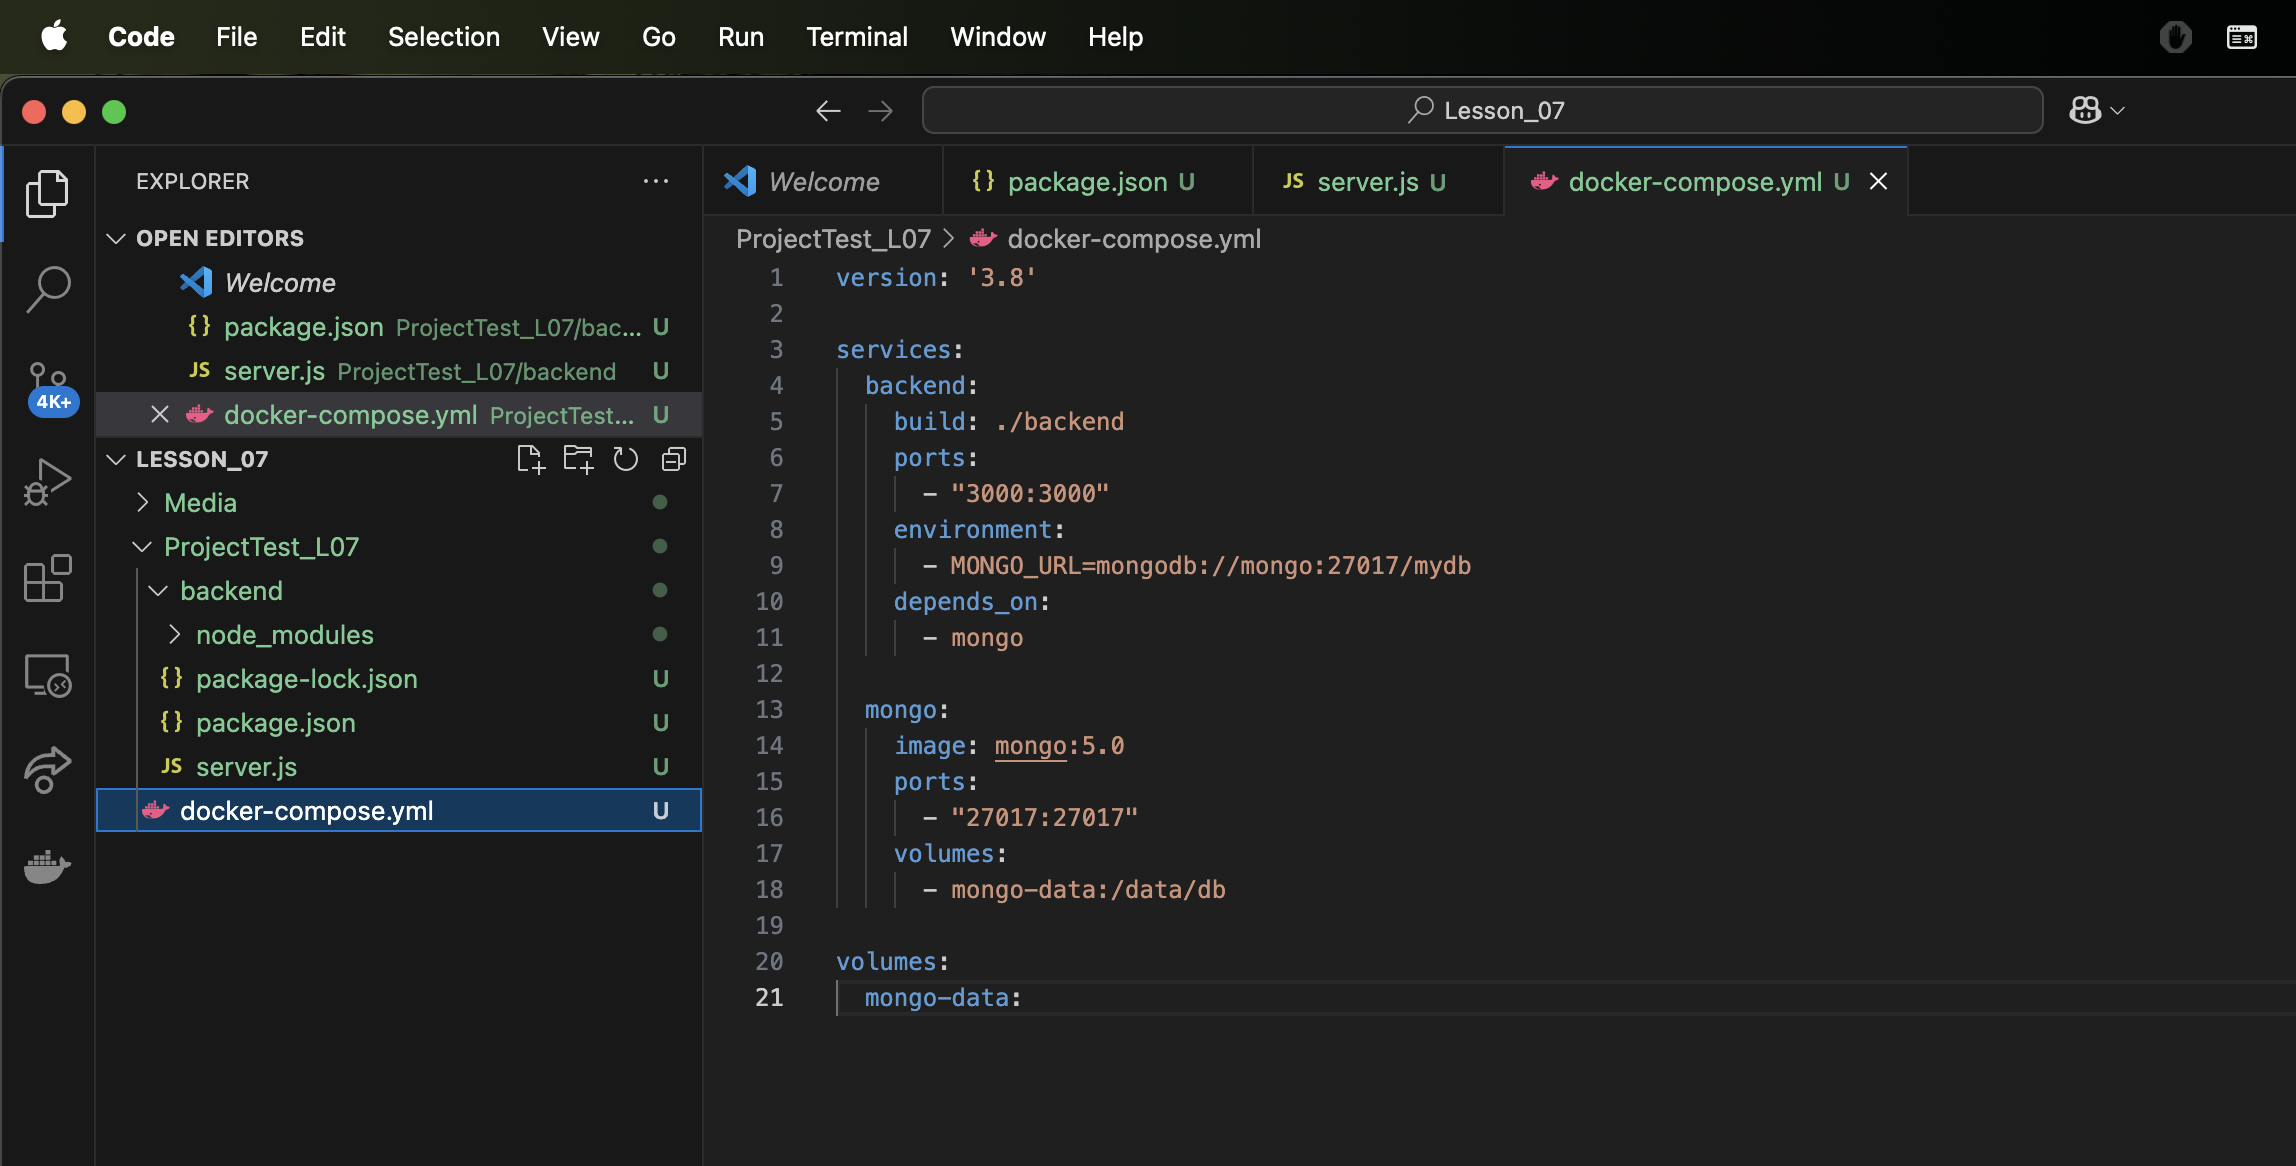 Code File Edit Selection View Go Run Terminal Window Help
Lesson_07
EXPLORER
OPEN EDITORS
Welcome
{} package.json ProjectTest_L07/bac... U
JS server.js ProjectTest_L07/backend U
docker-compose.yml ProjectTest... U
4K+
LESSON_07
Media
ProjectTest_L07
backend
node_modules
{} package-lock.json U
{} package.json U
JS server.js U
docker-compose.yml U
Welcome {} package.json U JS server.js U docker-compose.yml U
ProjectTest_L07 > docker-compose.yml
1 version: '3.8'
2
3 services:
4   backend:
5     build: ./backend
6     ports:
7       - "3000:3000"
8     environment:
9       - MONGO_URL=mongodb://mongo:27017/mydb
10     depends_on:
11       - mongo
12
13   mongo:
14     image: mongo:5.0
15     ports:
16       - "27017:27017"
17     volumes:
18       - mongo-data:/data/db
19
20 volumes:
21   mongo-data: